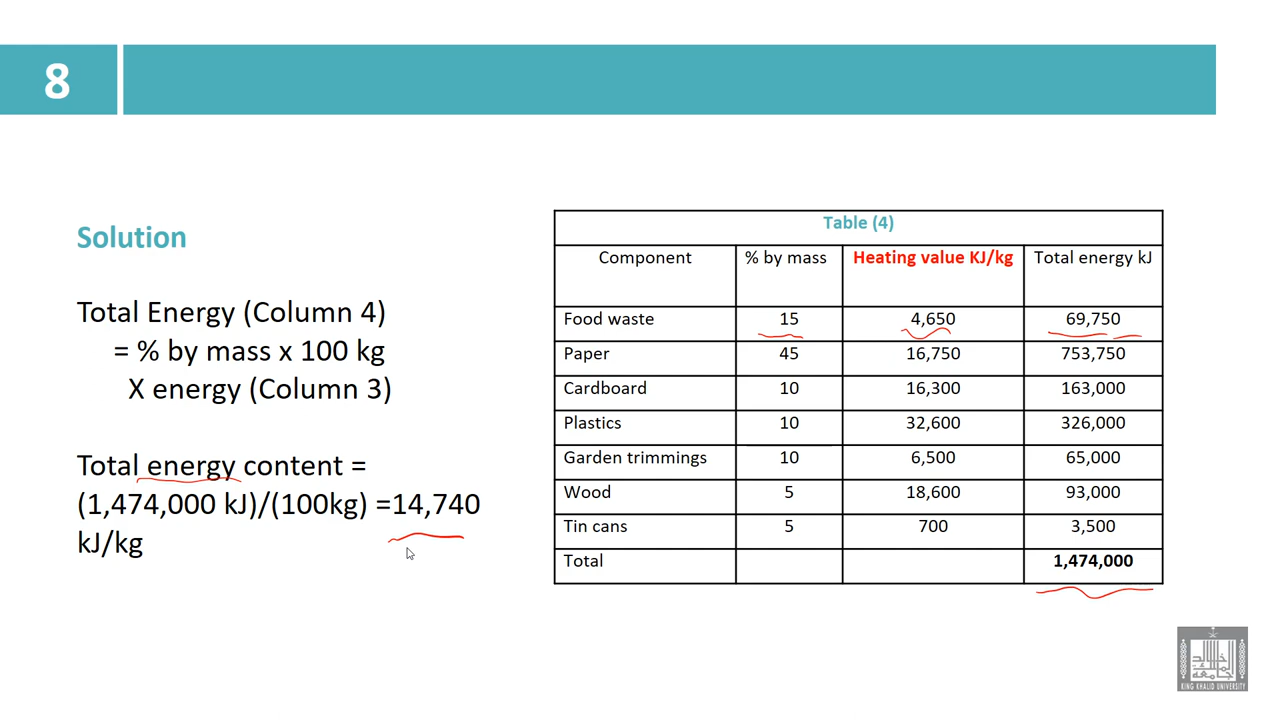 8
Solution
Total Energy (Column 4)
= % by mass x 100 kg
X energy (Column 3)
Total energy content =
(1,474,000 kJ)/(100kg) =14,740
kJ/kg
Table (4)
Component % by mass Heating value KJ/kg Total energy kJ
Food waste 15 4,650 69,750
Paper 45 16,750 753,750
Cardboard 10 16,300 163,000
Plastics 10 32,600 326,000
Garden trimmings 10 6,500 65,000
Wood 5 18,600 93,000
Tin cans 5 700 3,500
Total 1,474,000
KING KHALID UNIVERSITY